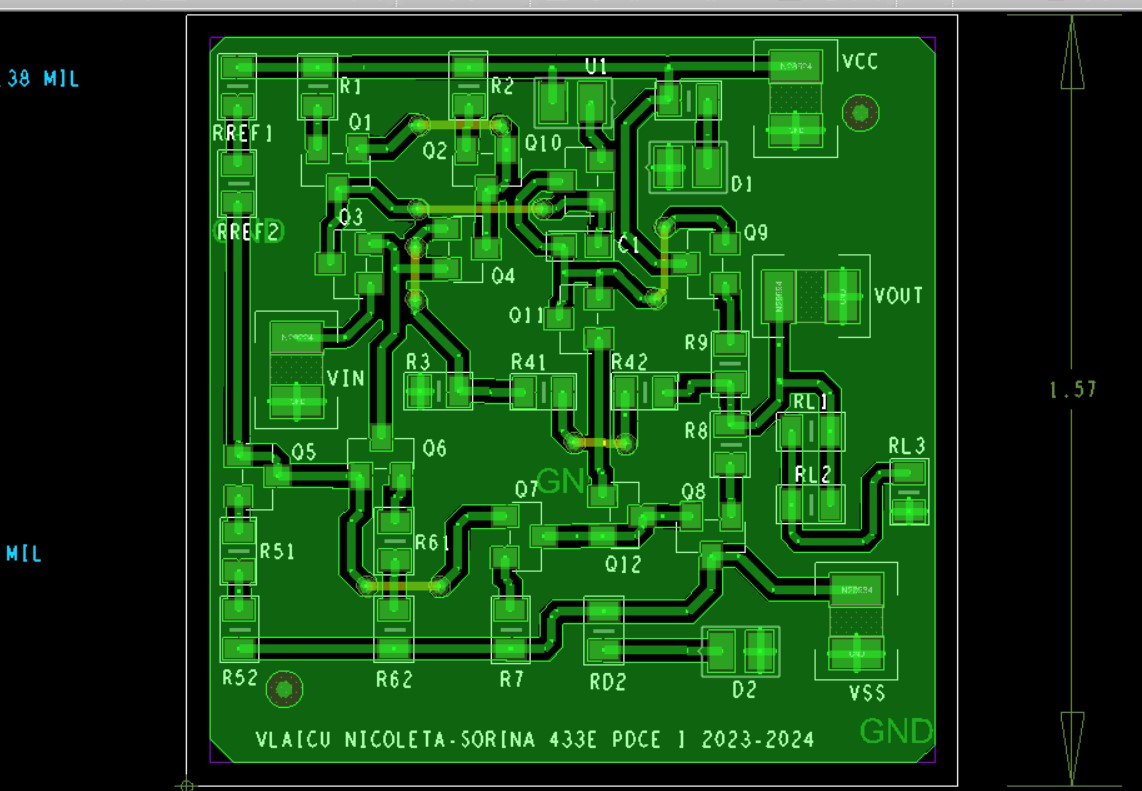 38 MIL
U1
VCC
R1
R2
RREF1
Q1
Q2
Q10
D1
Q3
GND
RREF2
Q4
C1
Q9
VOUT
Q11
VIN
R3
R41
R42
R9
RL1
R8
Q5
Q6
RL3
RL2
GN
Q7
Q8
R51
R61
Q12
MIL
R52
R62
R7
RD2
D2
VSS
GND
VLAICU NICOLETA-SORINA 433E PDCE 1 2023-2024
1.57